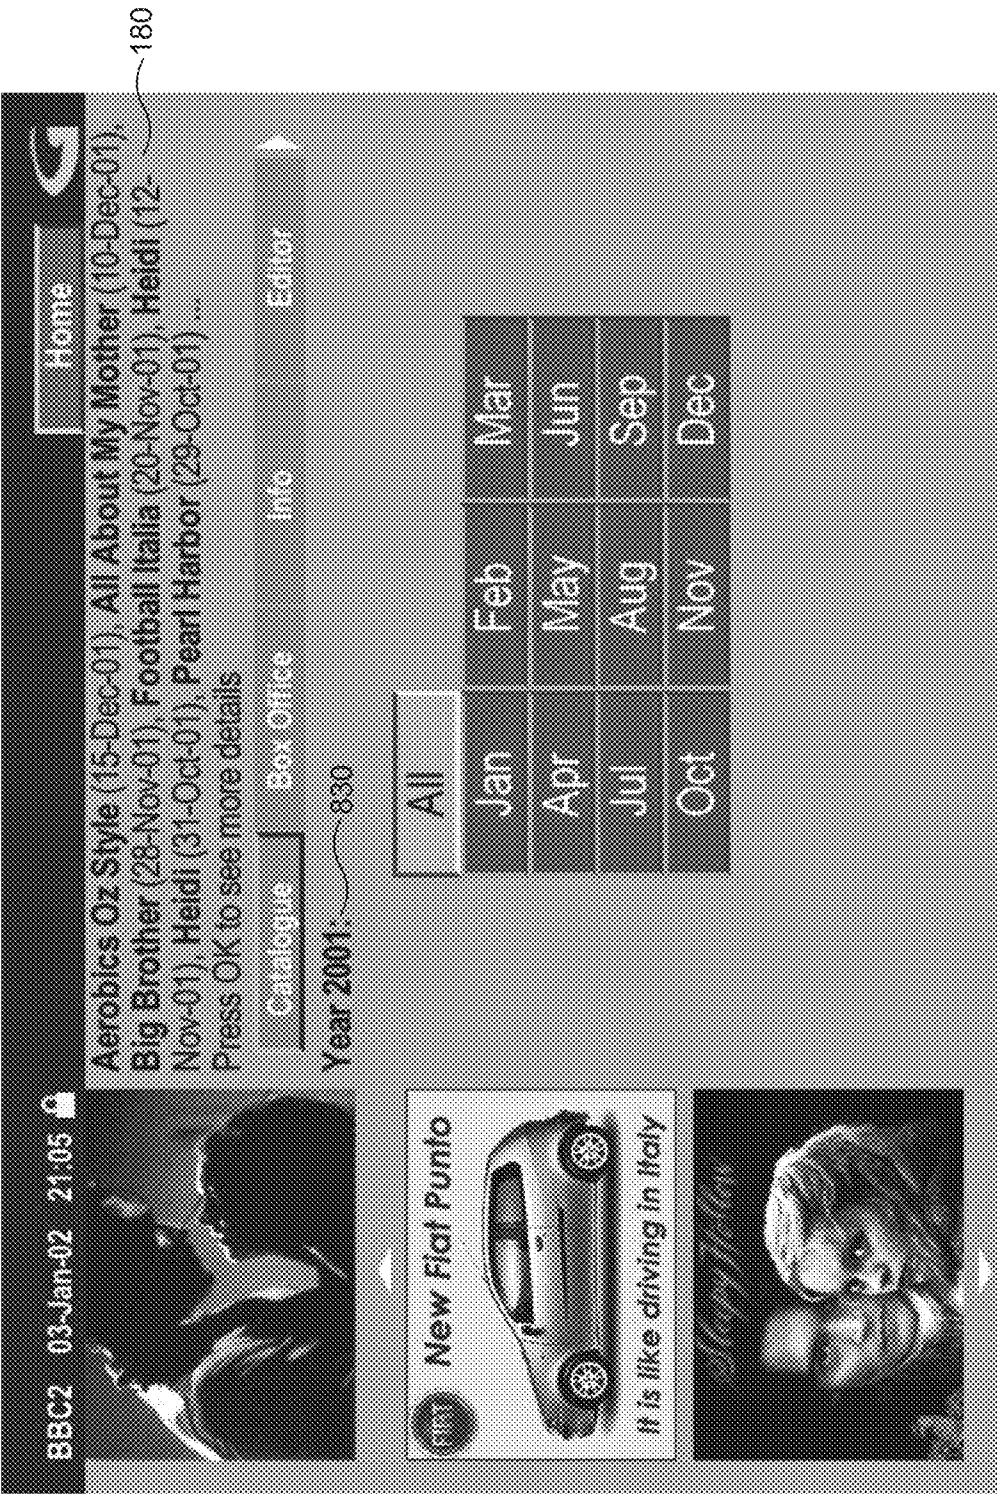 BBC2 03-Jan-02 21:05
Home
Aerobics Oz Style (15-Dec-01), All About My Mother (10-Dec-01),
Big Brother (28-Nov-01), Football Italia (20-Nov-01), Heidi (12-
Nov-01), Heidi (31-Oct-01), Pearl Harbor (29-Oct-01) ....
Press OK to see more details
180
Catalogue Box Office Info Editor
Year 2001:
830
All
Jan Feb Mar
Apr May Jun
Jul Aug Sep
Oct Nov Dec
FIAT
New Fiat Punto
It is like driving in Italy